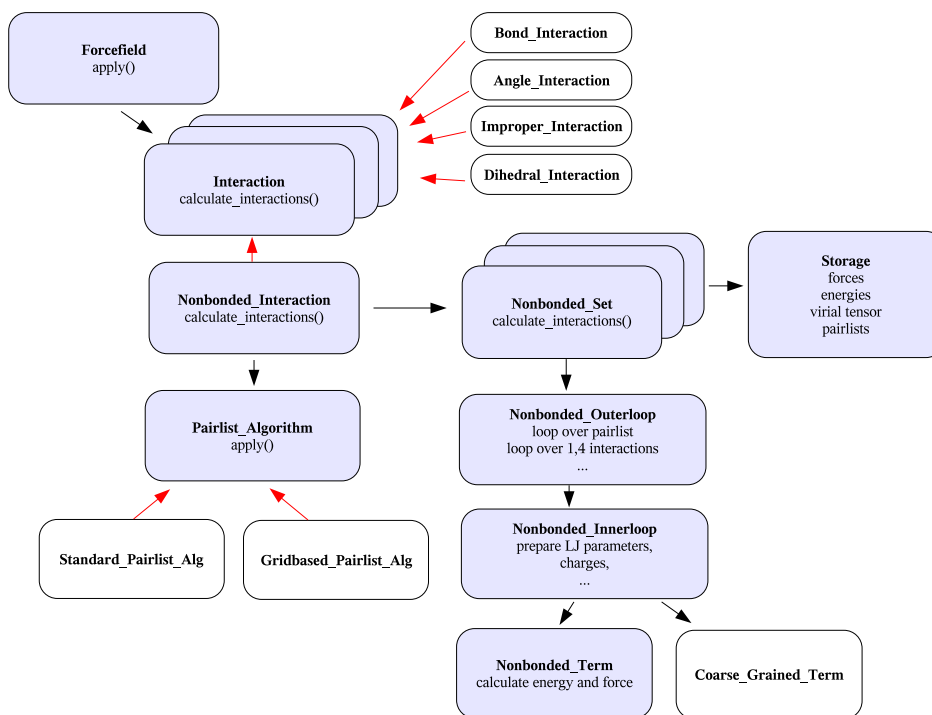 Forcefield
apply()
Bond_Interaction
Angle_Interaction
Improper_Interaction
Dihedral_Interaction
Interaction
calculate_interactions()
Nonbonded_Interaction
calculate_interactions()
Nonbonded_Set
calculate_interactions()
Storage
forces
energies
virial tensor
pairlists
Pairlist_Algorithm
apply()
Nonbonded_Outerloop
loop over pairlist
loop over 1,4 interactions
...
Standard_Pairlist_Alg
Gridbased_Pairlist_Alg
Nonbonded_Innerloop
prepare LJ parameters,
charges,
...
Nonbonded_Term
calculate energy and force
Coarse_Grained_Term